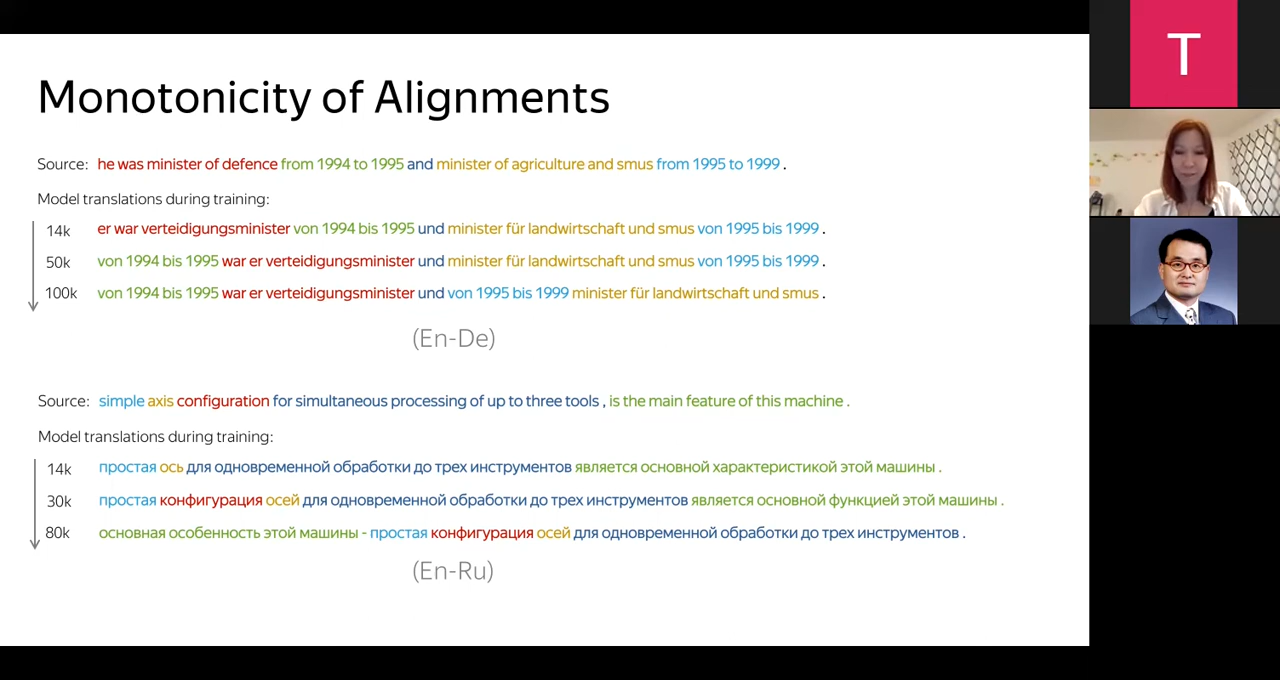 Monotonicity of Alignments
Source: he was minister of defence from 1994 to 1995 and minister of agriculture and smus from 1995 to 1999 .
Model translations during training:
14k er war verteidigungsminister von 1994 bis 1995 und minister für landwirtschaft und smus von 1995 bis 1999 .
50k von 1994 bis 1995 war er verteidigungsminister und minister für landwirtschaft und smus von 1995 bis 1999 .
100k von 1994 bis 1995 war er verteidigungsminister und von 1995 bis 1999 minister für landwirtschaft und smus .
(En-De)
Source: simple axis configuration for simultaneous processing of up to three tools , is the main feature of this machine .
Model translations during training:
14k простая ось для одновременной обработки до трех инструментов является основной характеристикой этой машины .
30k простая конфигурация осей для одновременной обработки до трех инструментов является основной функцией этой машины .
80k основная особенность этой машины - простая конфигурация осей для одновременной обработки до трех инструментов .
(En-Ru)
T